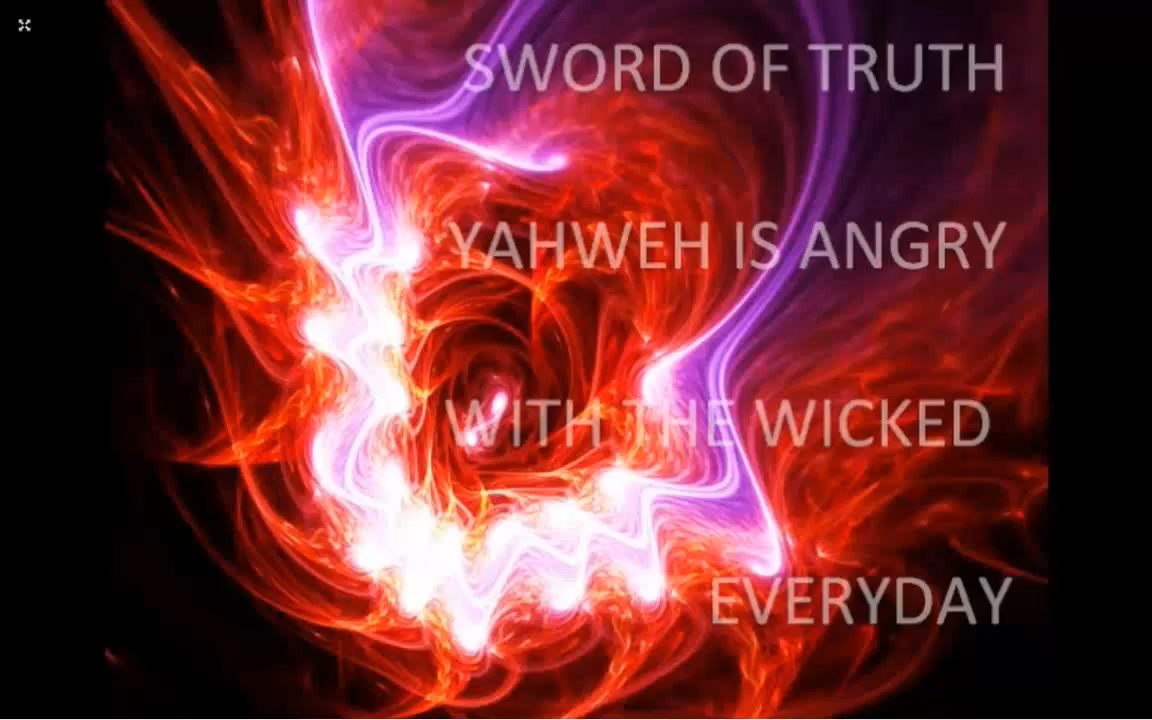 SWORD OF TRUTH
YAHWEH IS ANGRY
WITH THE WICKED
EVERYDAY